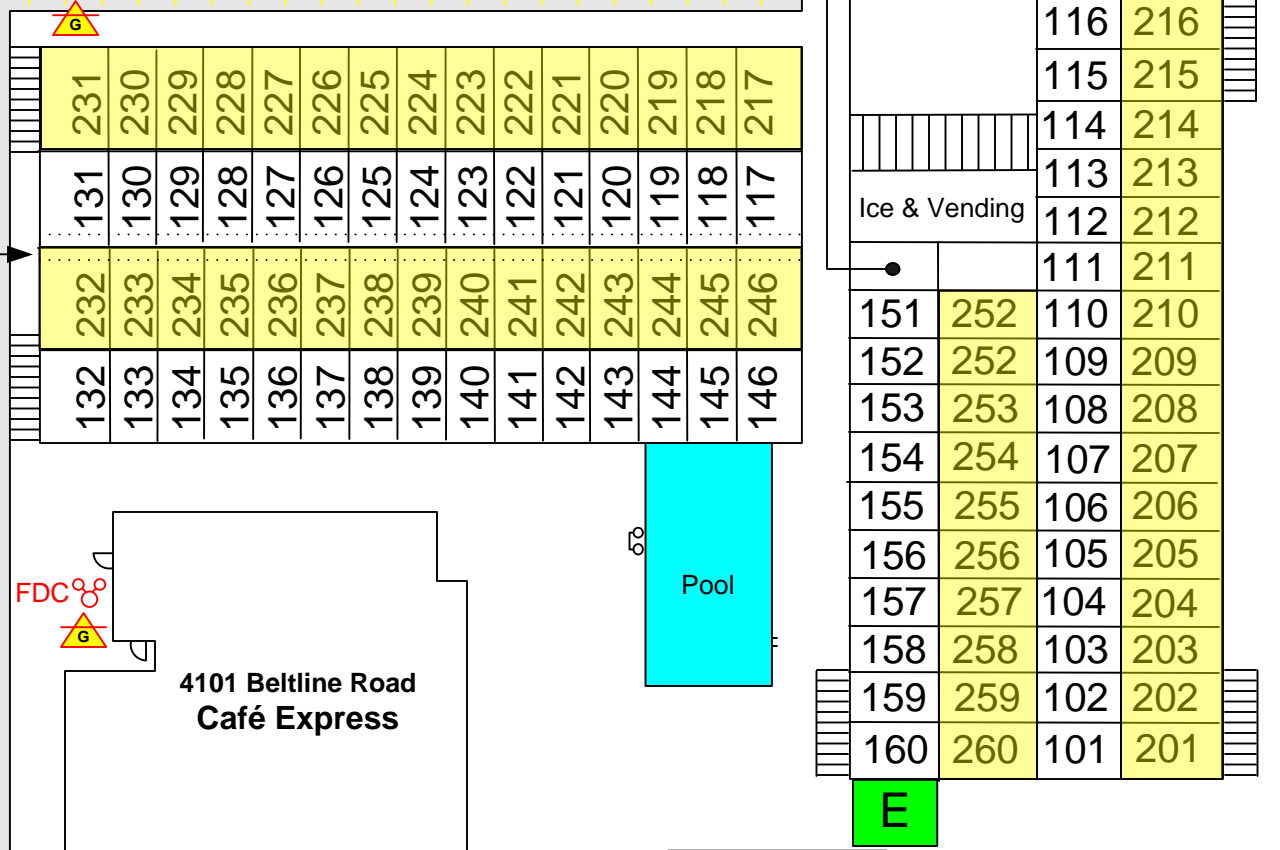 G
231 230 229 228 227 226 225 224 223 222 221 220 219 218 217
131 130 129 128 127 126 125 124 123 122 121 120 119 118 117
232 233 234 235 236 237 238 239 240 241 242 243 244 245 246
132 133 134 135 136 137 138 139 140 141 142 143 144 145 146
FDC
G
4101 Beltline Road
Café Express
Pool
116 216
115 215
114 214
113 213
Ice & Vending
112 212
111 211
151 252 110 210
152 252 109 209
153 253 108 208
154 254 107 207
155 255 106 206
156 256 105 205
157 257 104 204
158 258 103 203
159 259 102 202
160 260 101 201
E